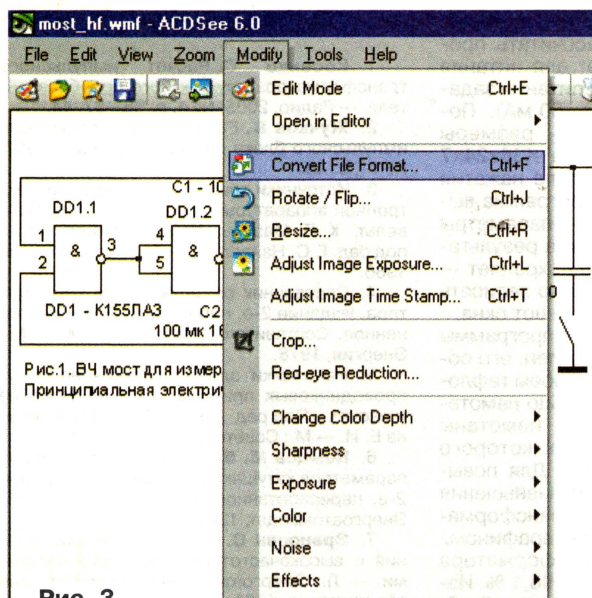 most_hf.wmf - ACDSee 6.0
File Edit View Zoom Modify Tools Help
Edit Mode Ctrl+E
Open in Editor
Convert File Format... Ctrl+F
Rotate / Flip... Ctrl+J
Resize... Ctrl+R
Adjust Image Exposure... Ctrl+L
Adjust Image Time Stamp... Ctrl+T
Crop...
Red-eye Reduction...
Change Color Depth
Sharpness
Exposure
Color
Noise
Effects
C1 - 10
DD1.1 DD1.2
1 2 & 3 4 5 &
0
DD1 - К155ЛА3 C2
100 мк 16
Рис.1. ВЧ мост для измер
Принципиальная электрич
Рис. 3